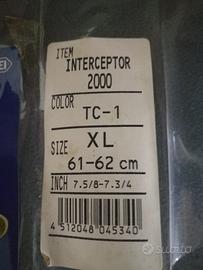 ITEM
INTERCEPTOR
2000
COLOR
TC-1
SIZE
XL
61-62 cm
INCH 7.5/8-7.3/4
4 512048 045340
subito